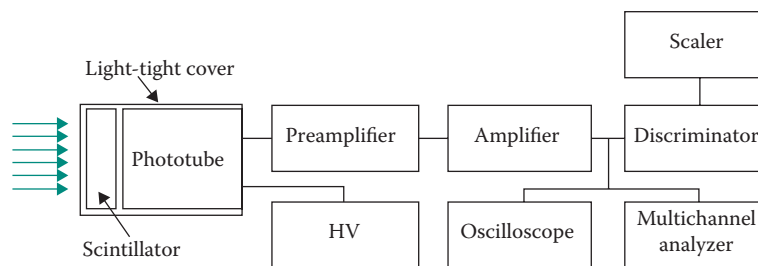 Scaler
Light-tight cover
Phototube
Preamplifier
Amplifier
Discriminator
Scintillator
HV
Oscilloscope
Multichannel
analyzer